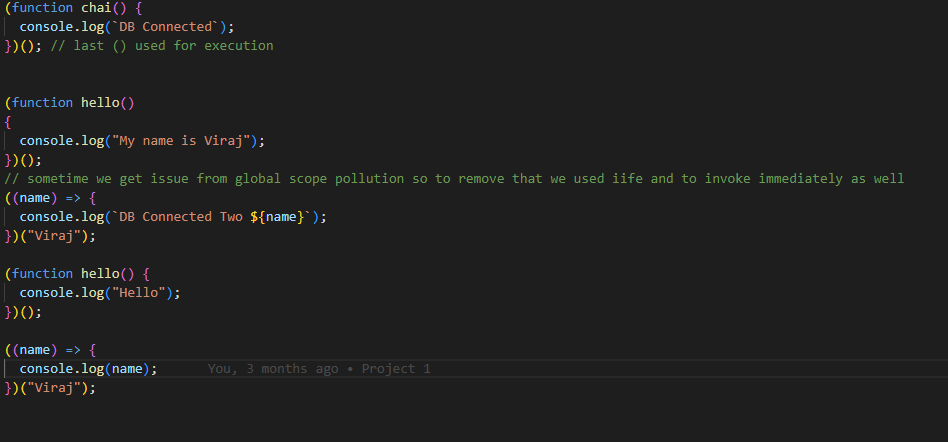 (function chai() {
  console.log(`DB Connected`);
})(); // last () used for execution
(function hello()
{
  console.log("My name is Viraj");
})();
// sometime we get issue from global scope pollution so to remove that we used iife and to invoke immediately as well
((name) => {
  console.log(`DB Connected Two ${name}`);
})("Viraj");
(function hello() {
  console.log("Hello");
})();
((name) => {
  console.log(name); You, 3 months ago • Project 1
})("Viraj");